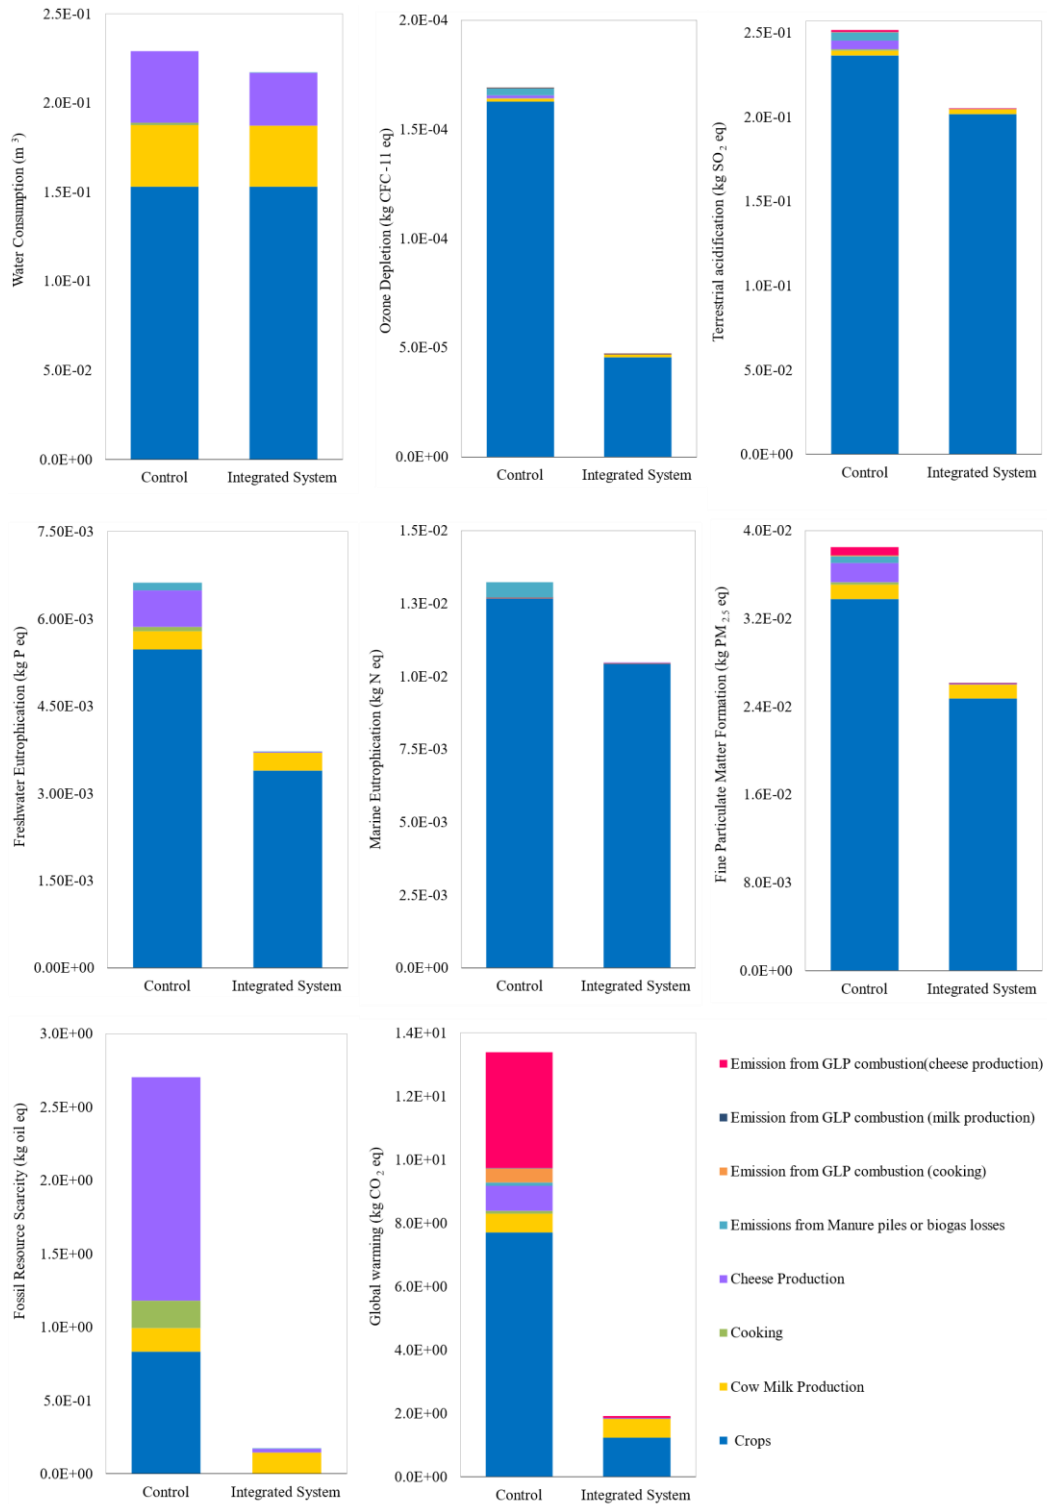 Water Consumption (m³)
2.5E-01
2.0E-01
1.5E-01
1.0E-01
5.0E-02
0.0E+00
Control
Integrated System
Ozone Depletion (kg CFC -11 eq)
2.0E-04
1.5E-04
1.0E-04
5.0E-05
0.0E+00
Control
Integrated System
Terrestrial acidification (kg SO₂ eq)
2.5E-01
2.0E-01
1.5E-01
1.0E-01
5.0E-02
0.0E+00
Control
Integrated System
Freshwater Eutrophication (kg P eq)
7.50E-03
6.00E-03
4.50E-03
3.00E-03
1.50E-03
0.00E+00
Control
Integrated System
Marine Eutrophication (kg N eq)
1.5E-02
1.3E-02
1.0E-02
7.5E-03
5.0E-03
2.5E-03
0.0E+00
Control
Integrated System
Fine Particulate Matter Formation (kg PM₂.₅ eq)
4.0E-02
3.2E-02
2.4E-02
1.6E-02
8.0E-03
0.0E+00
Control
Integrated System
Fossil Resource Scarcity (kg oil eq)
3.0E+00
2.5E+00
2.0E+00
1.5E+00
1.0E+00
5.0E-01
0.0E+00
Control
Integrated System
Global warming (kg CO₂ eq)
1.4E+01
1.2E+01
1.0E+01
8.0E+00
6.0E+00
4.0E+00
2.0E+00
0.0E+00
Control
Integrated System
Emission from GLP combustion(cheese production)
Emission from GLP combustion (milk production)
Emission from GLP combustion (cooking)
Emissions from Manure piles or biogas losses
Cheese Production
Cooking
Cow Milk Production
Crops